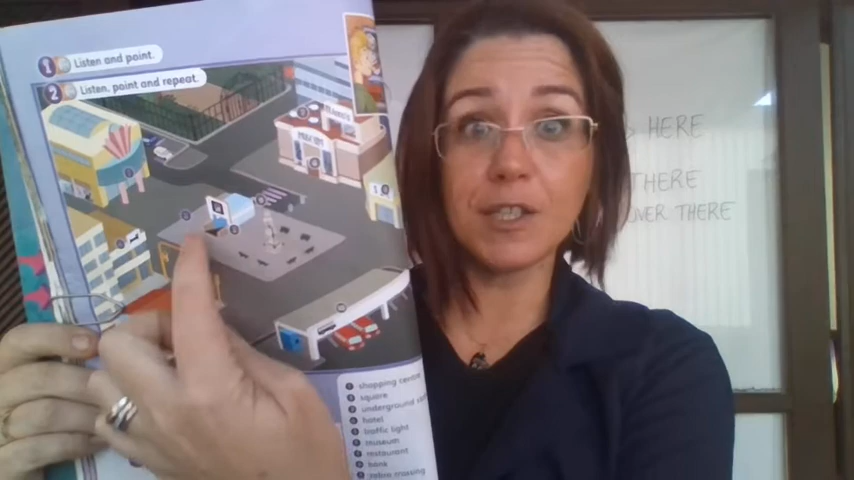 1 Listen and point.
2 Listen, point and repeat.
MUSEUM
1 shopping centre
2 square
3 underground
4 hotel
5 traffic light
6 museum
7 restaurant
8 bank
9 zebra crossing
HERE
THERE
OVER THERE